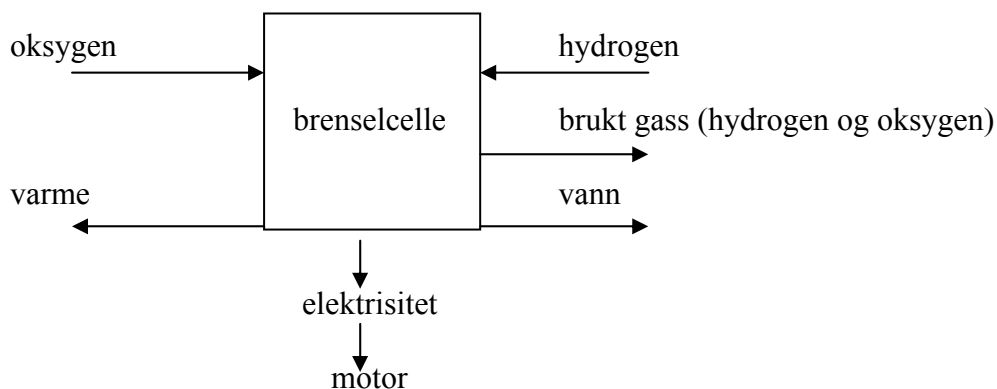 oksygen
hydrogen
brenselcelle
brukt gass (hydrogen og oksygen)
varme
vann
elektrisitet
motor